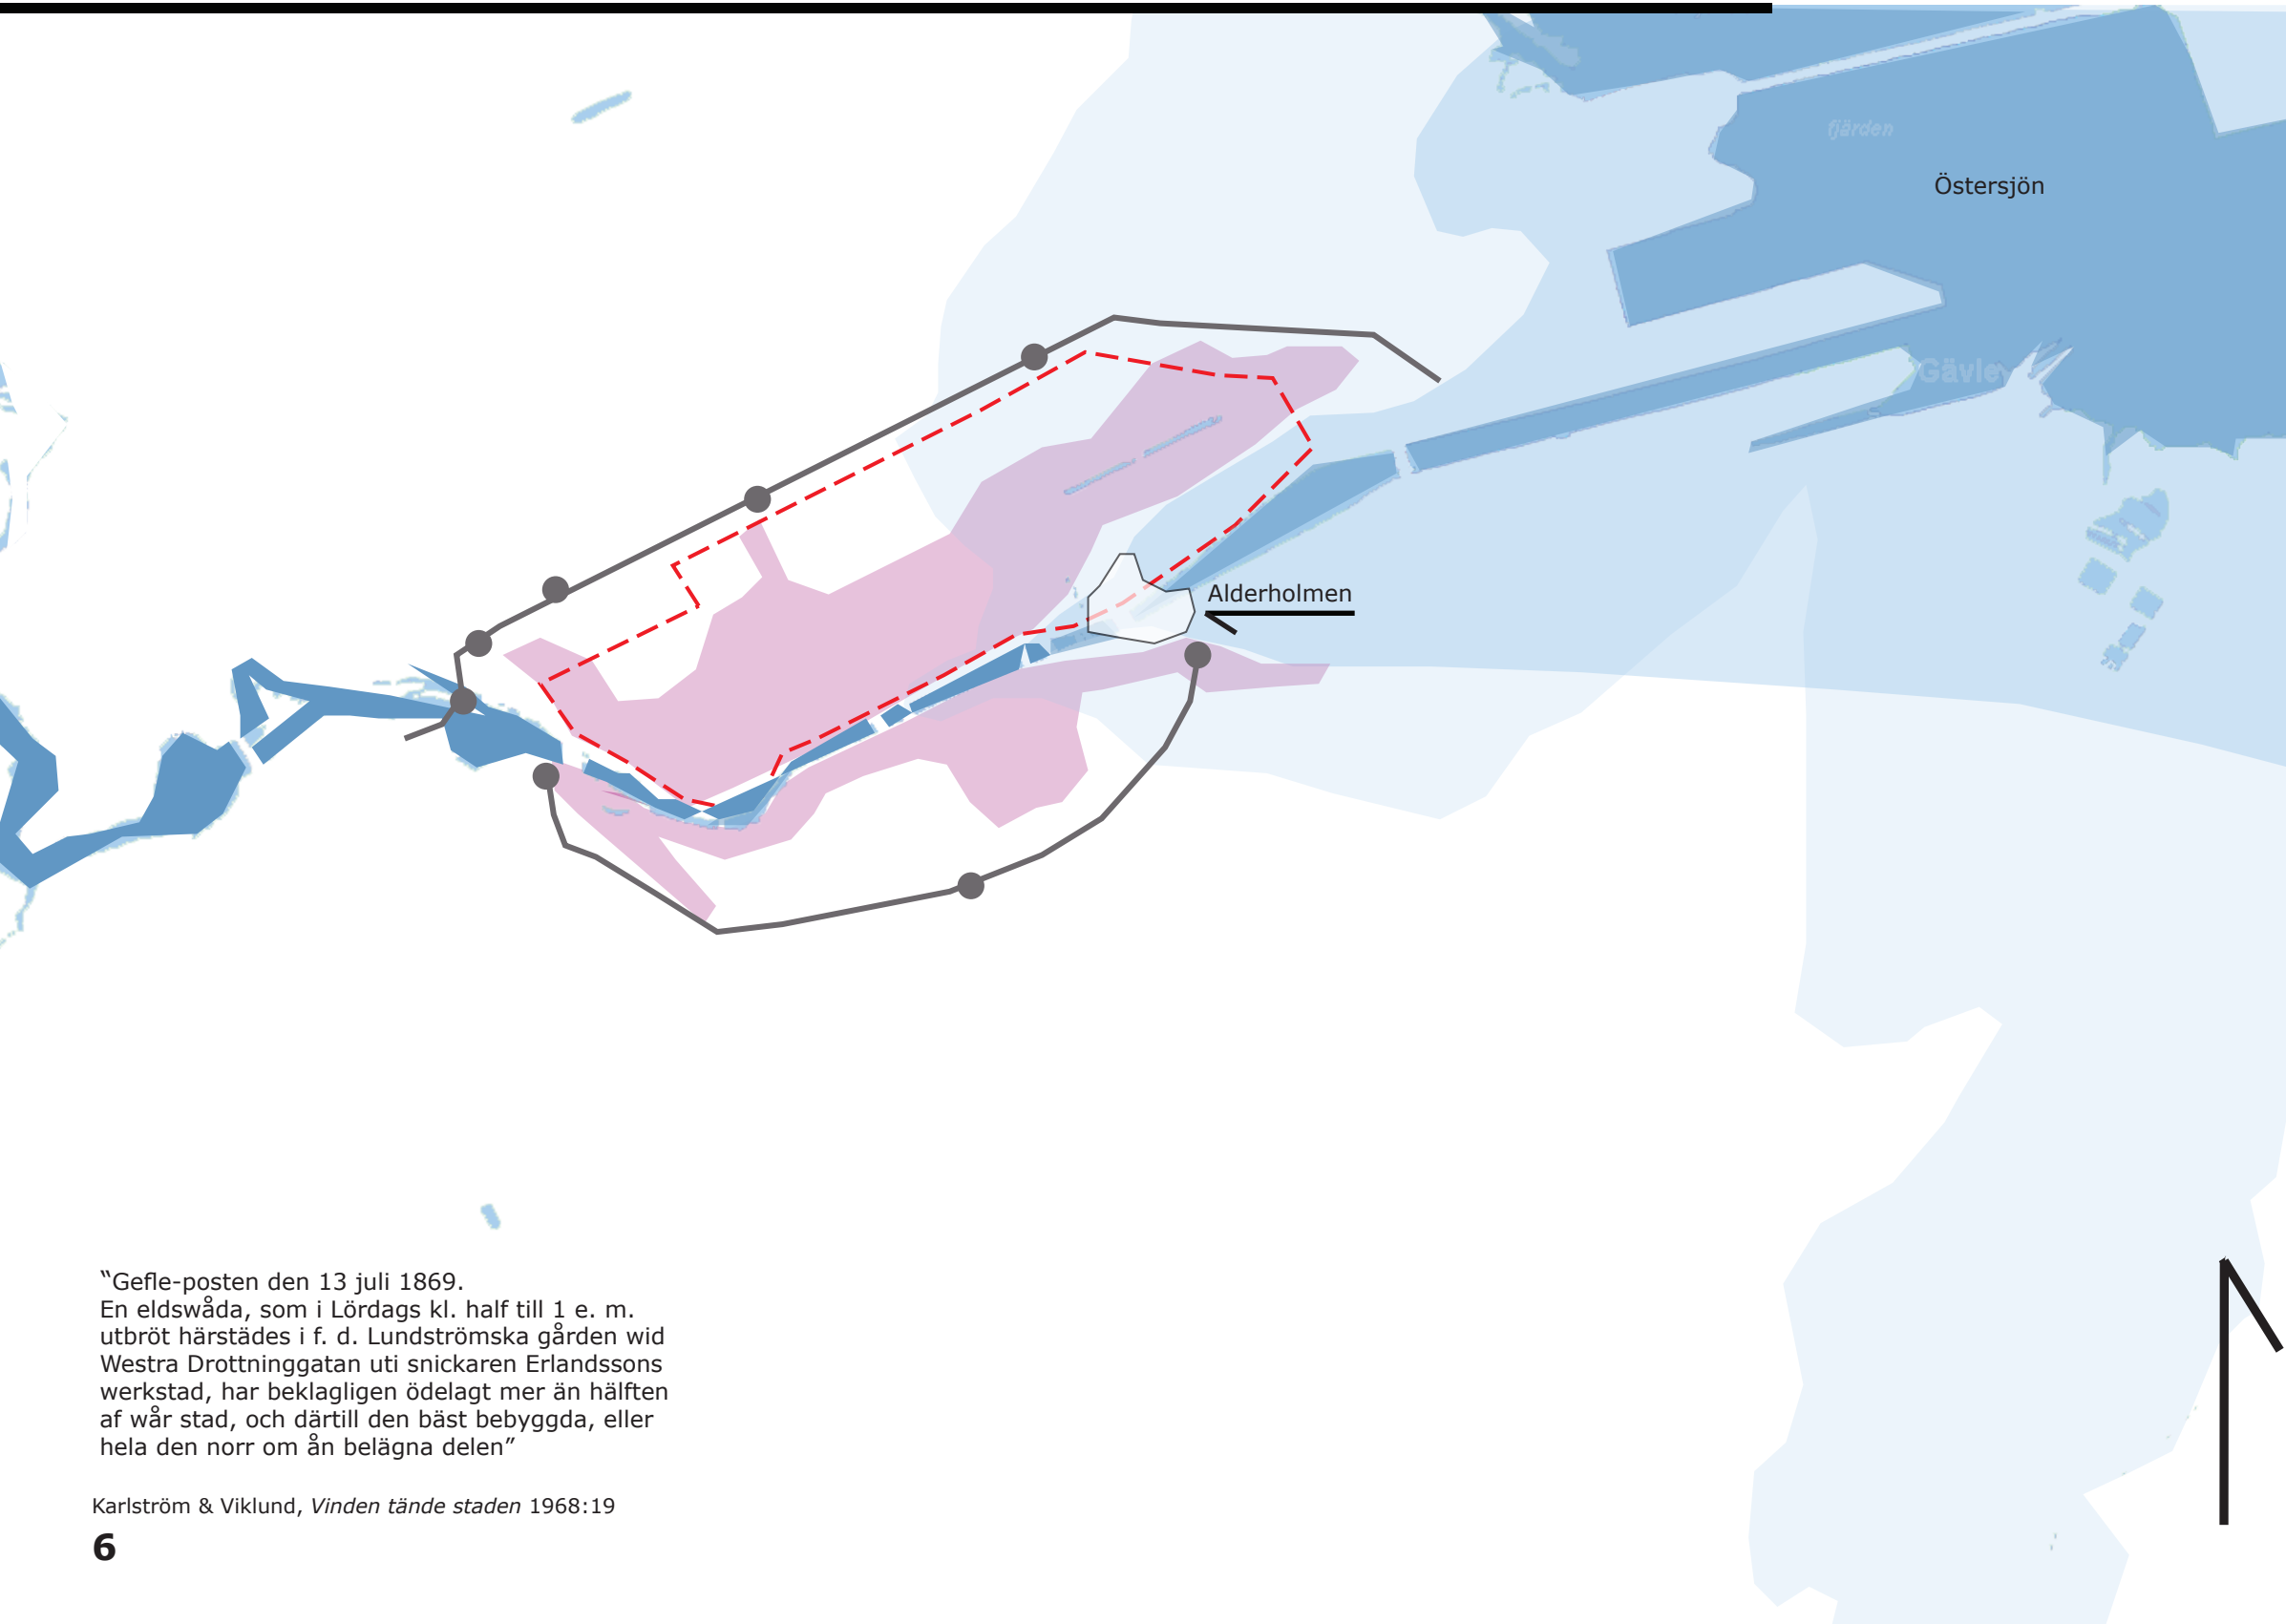 fjärden
Östersjön
Gävle
Alderholmen
“Gefle-posten den 13 juli 1869.
En eldswåda, som i Lördags kl. half till 1 e. m.
utbröt härstädes i f. d. Lundströmska gården wid
Westra Drottninggatan uti snickaren Erlandssons
werkstad, har beklagligen ödelagt mer än hälften
af wår stad, och därtill den bäst bebyggda, eller
hela den norr om ån belägna delen”
Karlström & Viklund, Vinden tände staden 1968:19
6